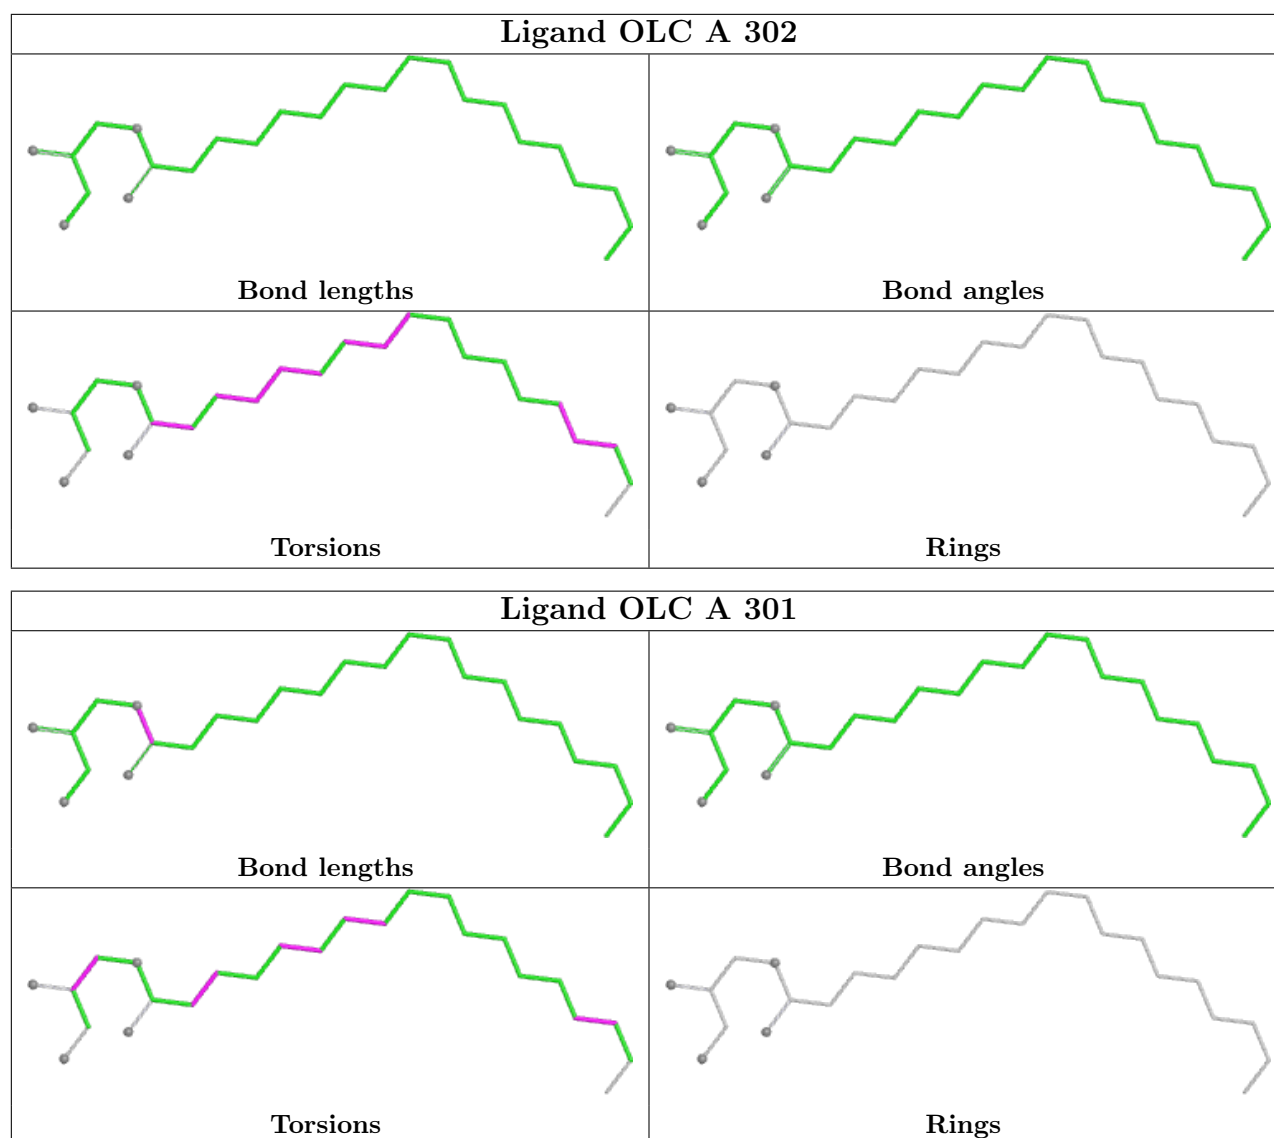 Ligand OLC A 302
Bond lengths
Bond angles
Torsions
Rings
Ligand OLC A 301
Bond lengths
Bond angles
Torsions
Rings